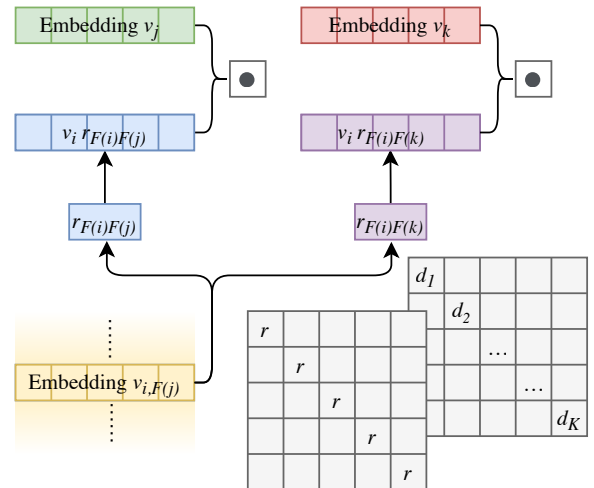 Embedding v_j
Embedding v_k
v_i r_F(i)F(j)
v_i r_F(i)F(k)
r_F(i)F(j)
r_F(i)F(k)
d_1
d_2
...
...
d_K
r
r
r
r
r
Embedding v_i,F(j)